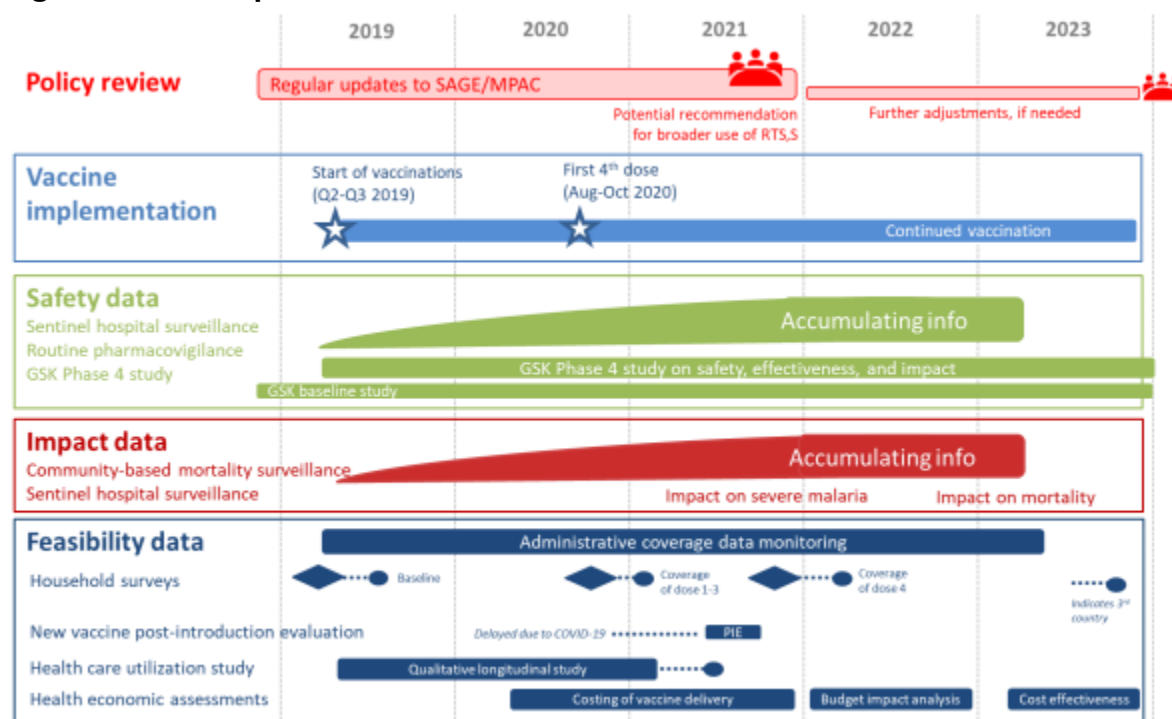 2019 2020 2021 2022 2023
Policy review
Regular updates to SAGE/MPAC
Potential recommendation
for broader use of RTS,S
Further adjustments, if needed
Vaccine
implementation
Start of vaccinations
(Q2-Q3 2019)
First 4th dose
(Aug-Oct 2020)
Continued vaccination
Safety data
Sentinel hospital surveillance
Routine pharmacovigilance
GSK Phase 4 study
Accumulating info
GSK Phase 4 study on safety, effectiveness, and impact
GSK baseline study
Impact data
Community-based mortality surveillance
Sentinel hospital surveillance
Accumulating info
Impact on severe malaria
Impact on mortality
Feasibility data
Administrative coverage data monitoring
Household surveys
Baseline
Coverage
of dose 1-3
Coverage
of dose 4
Indicates 3rd
country
New vaccine post-introduction evaluation
Delayed due to COVID-19
PIE
Health care utilization study
Qualitative longitudinal study
Health economic assessments
Costing of vaccine delivery
Budget impact analysis
Cost effectiveness